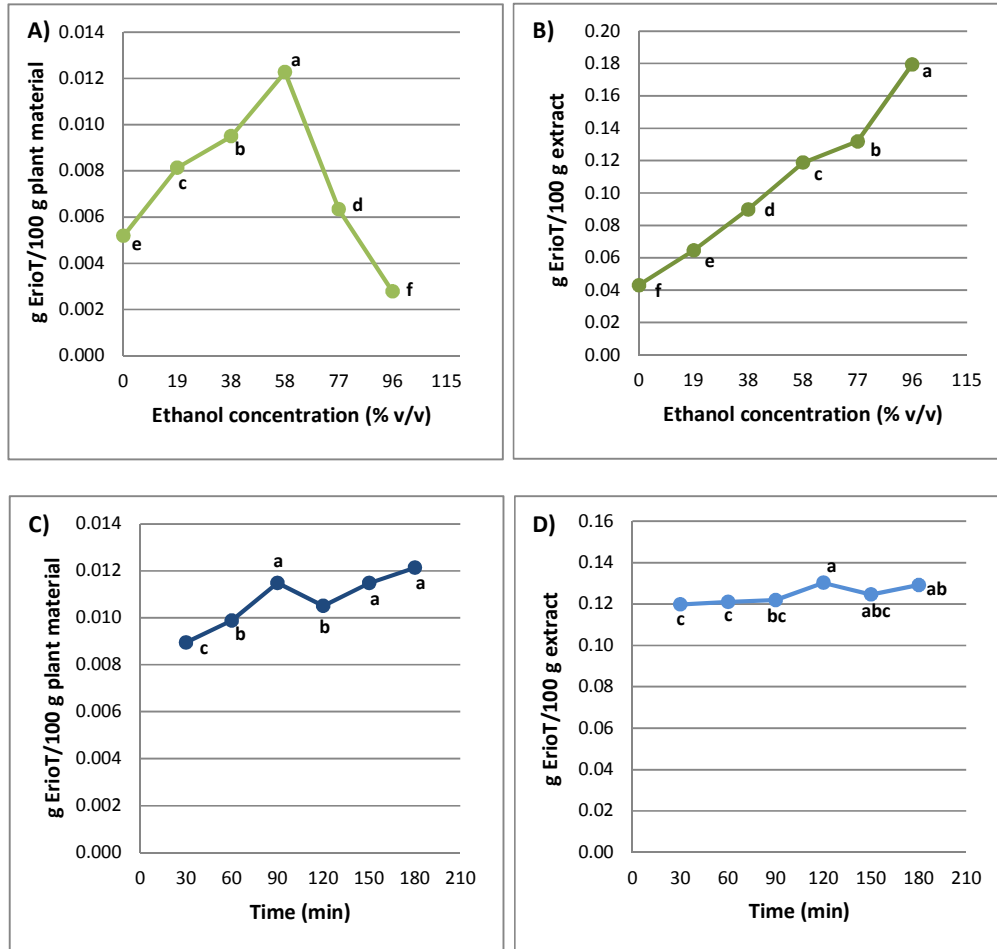 A)
g ErioT/100 g plant material
0.014
0.012
0.010
0.008
0.006
0.004
0.002
0.000
a
b
c
d
e
f
0 19 38 58 77 96 115
Ethanol concentration (% v/v)
B)
g ErioT/100 g extract
0.20
0.18
0.16
0.14
0.12
0.10
0.08
0.06
0.04
0.02
0.00
a
b
c
d
e
f
0 19 38 58 77 96 115
Ethanol concentration (% v/v)
C)
g ErioT/100 g plant material
0.014
0.012
0.010
0.008
0.006
0.004
0.002
0.000
c
b
a
b
a
a
0 30 60 90 120 150 180 210
Time (min)
D)
g ErioT/100 g extract
0.16
0.14
0.12
0.10
0.08
0.06
0.04
0.02
0.00
c
c
bc
a
abc
ab
0 30 60 90 120 150 180 210
Time (min)